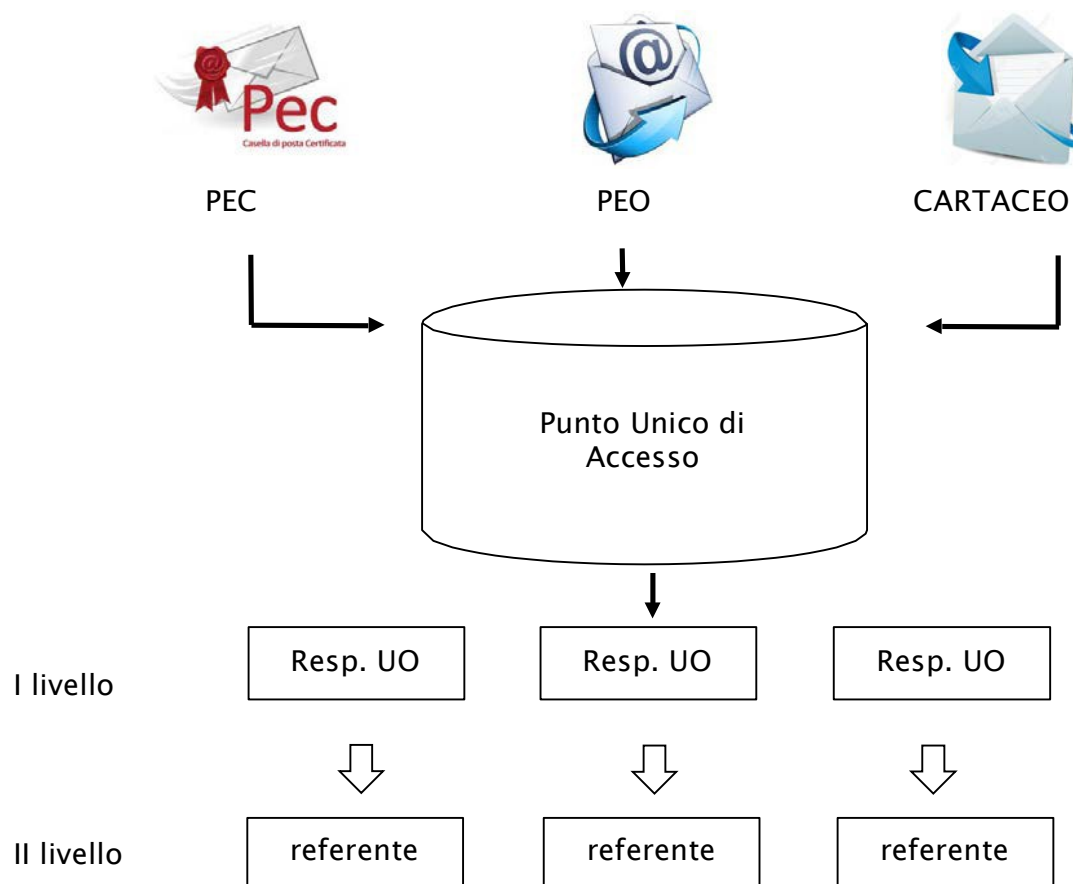 Pec
Casella di posta Certificata
PEC
PEO
CARTACEO
Punto Unico di
Accesso
Resp. UO
Resp. UO
Resp. UO
I livello
referente
referente
referente
II livello